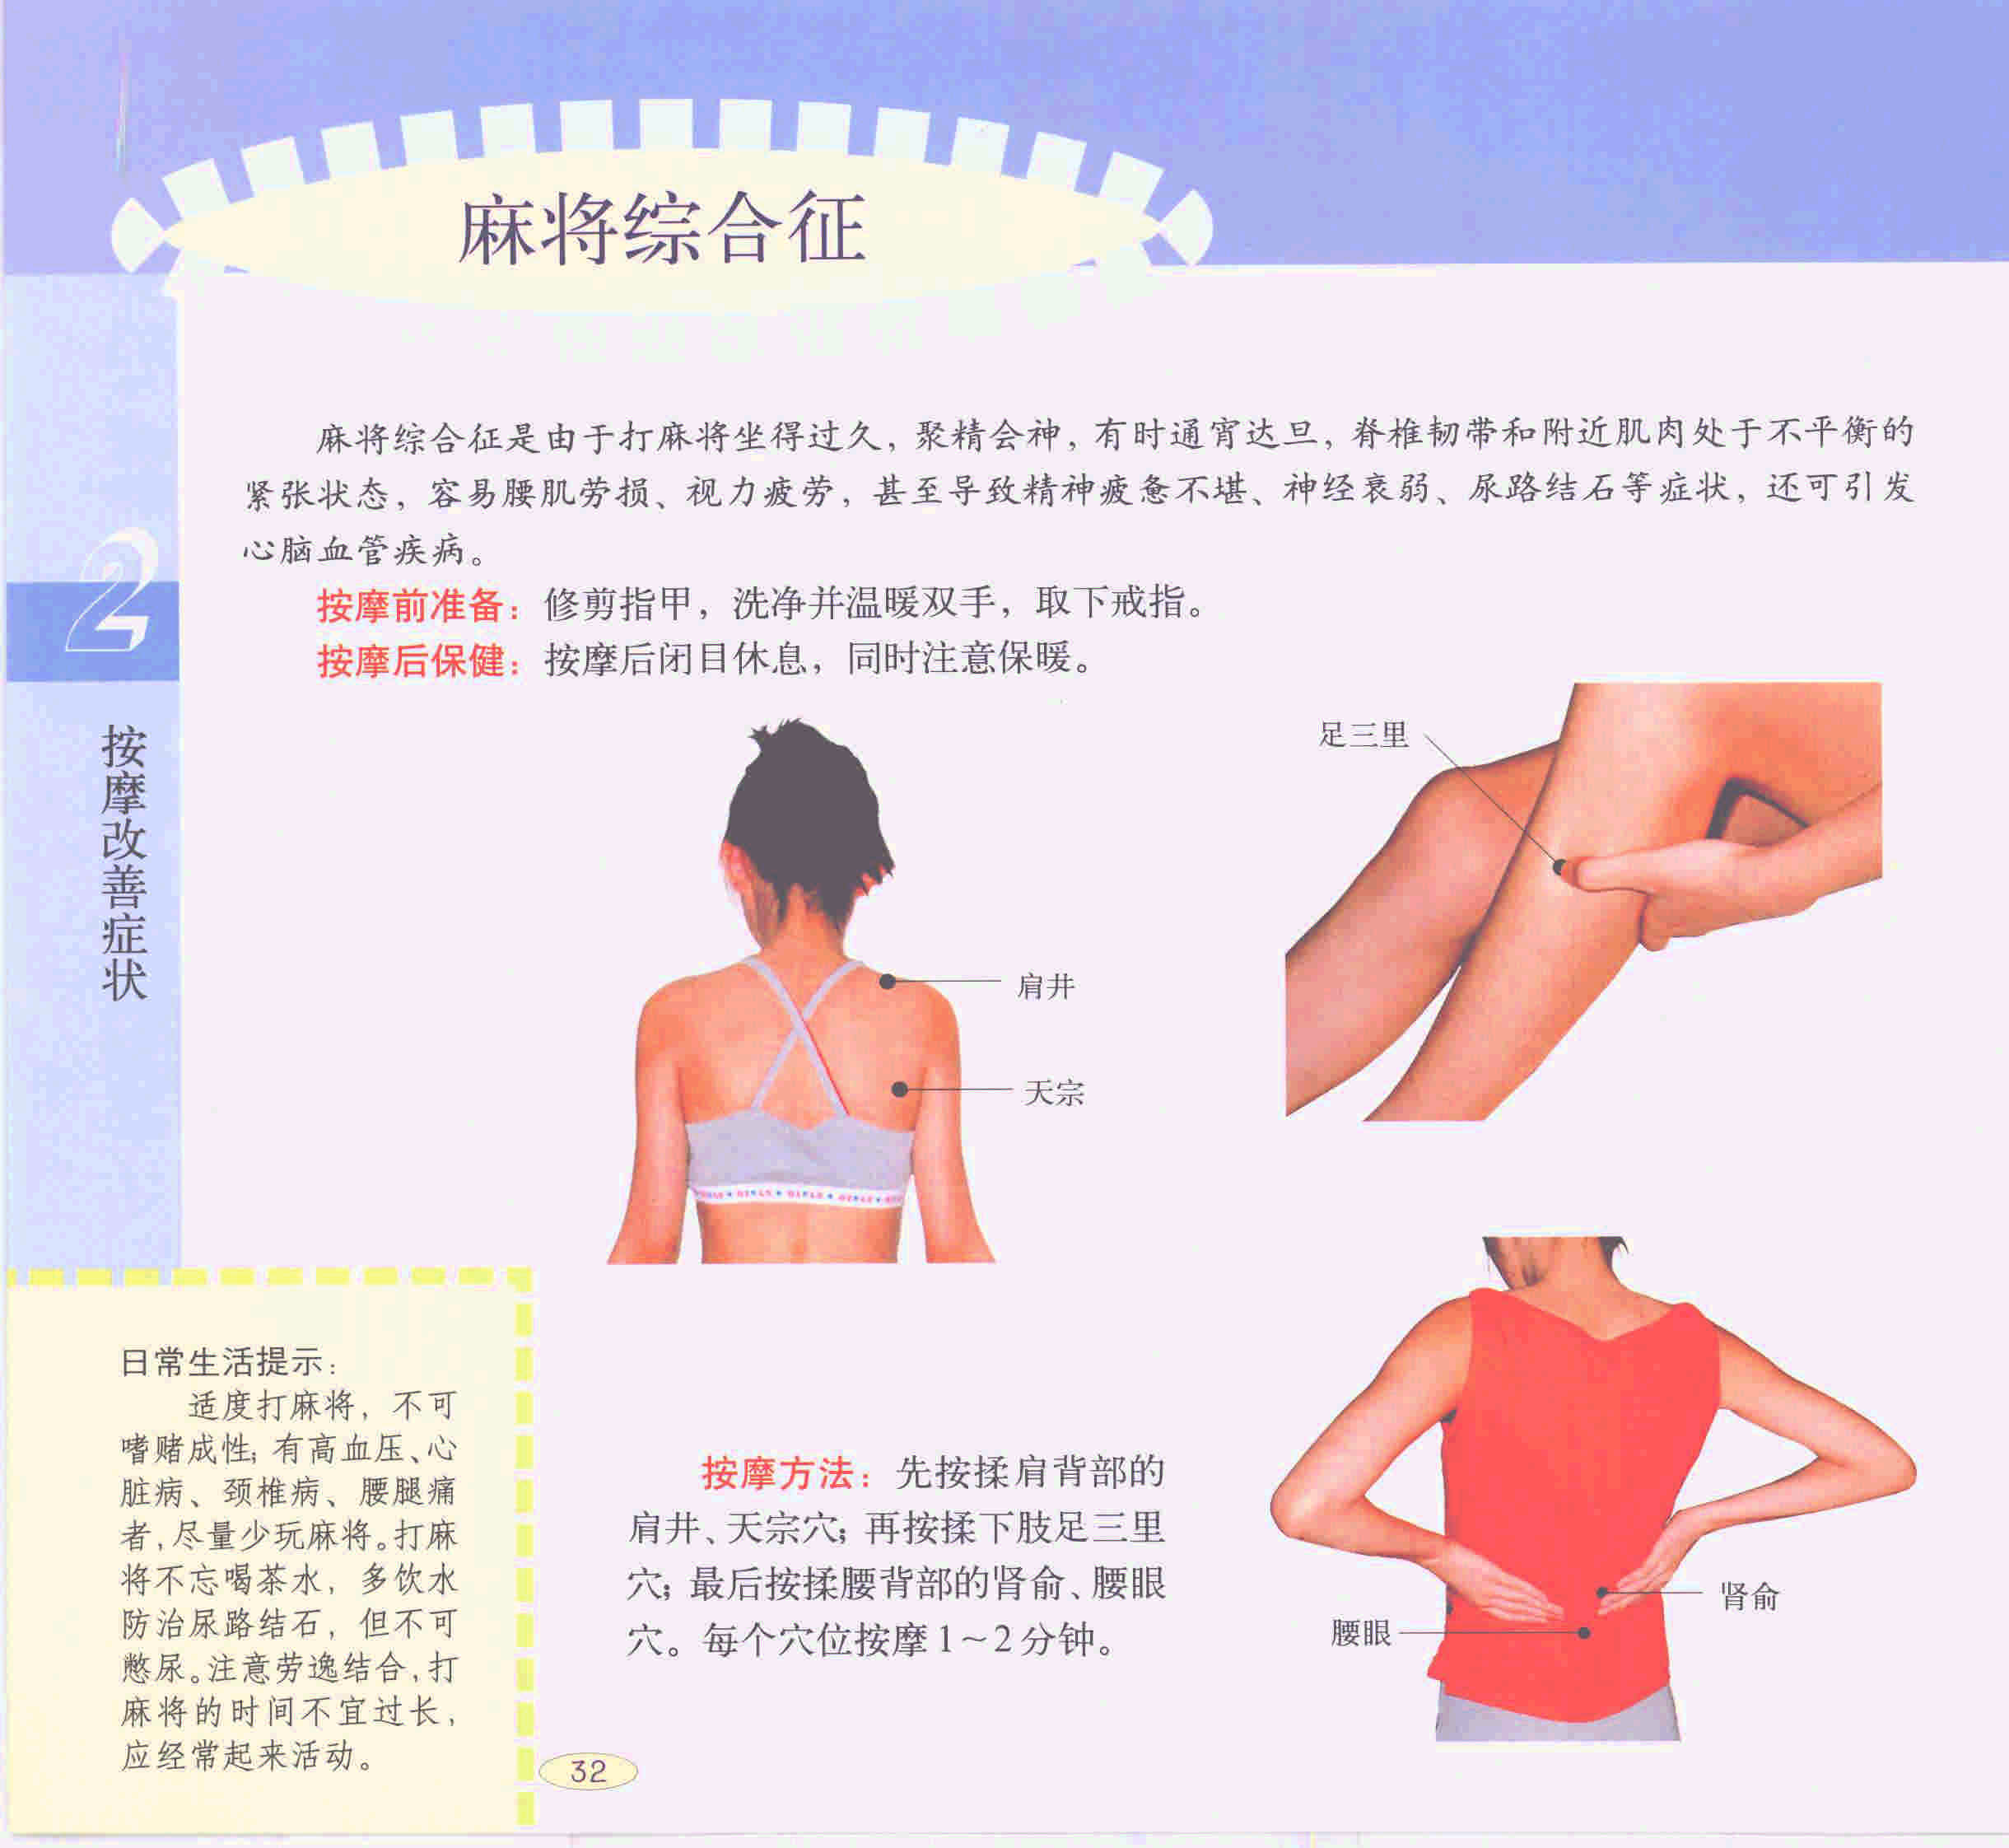 麻将综合征
麻将综合征是由于打麻将坐得过久，聚精会神，有时通宵达旦，脊椎韧带和附近肌肉处于不平衡的
紧张状态，容易腰肌劳损、视力疲劳，甚至导致精神疲惫不堪、神经衰弱、尿路结石等症状，还可引发
心脑血管疾病。
按摩前准备：修剪指甲，洗净并温暖双手，取下戒指。
按摩后保健：按摩后闭目休息，同时注意保暖。
2
按摩改善症状
足三里
肩井
天宗
日常生活提示：
适度打麻将，不可
嗜赌成性；有高血压、心
脏病、颈椎病、腰腿痛
者，尽量少玩麻将。打麻
将不忘喝茶水，多饮水
防治尿路结石，但不可
憋尿。注意劳逸结合，打
麻将的时间不宜过长，
应经常起来活动。
按摩方法：先按揉肩背部的
肩井、天宗穴；再按揉下肢足三里
穴；最后按揉腰背部的肾俞、腰眼
穴。每个穴位按摩1～2分钟。
肾俞
腰眼
32